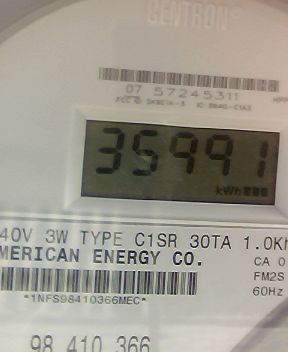 CENTRON®
07 57245311
35991
kWh
40V 3W TYPE C1SR 30TA 1.0Kh
MERICAN ENERGY CO.
CA 0
FM2S
60Hz
*1NFS98410366MEC*
98 410 366